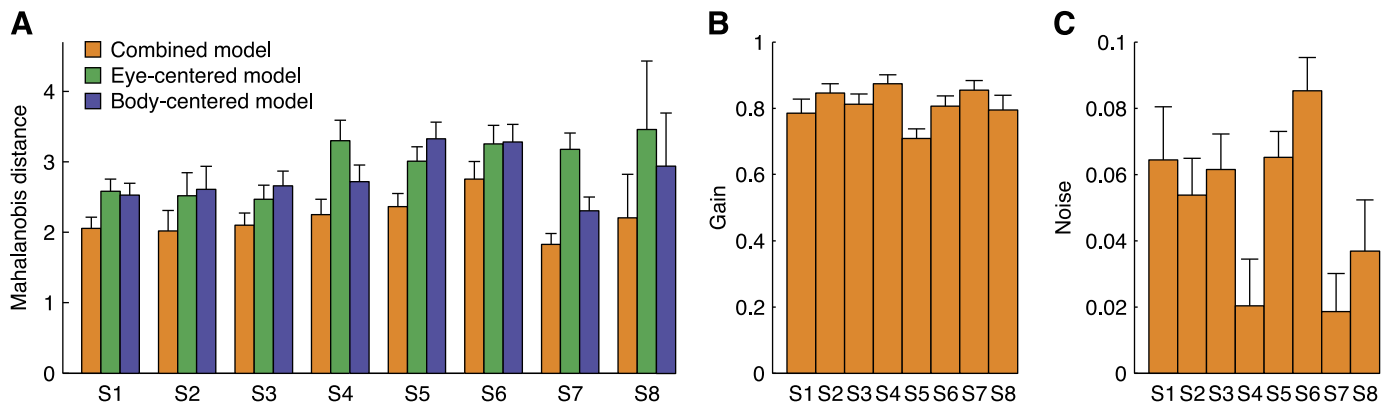 A
Combined model
Eye-centered model
Body-centered model
Mahalanobis distance
4
3
2
1
0
S1 S2 S3 S4 S5 S6 S7 S8
B
Gain
1
0.8
0.6
0.4
0.2
0
S1 S2 S3 S4 S5 S6 S7 S8
C
Noise
0.1
0.08
0.06
0.04
0.02
0
S1 S2 S3 S4 S5 S6 S7 S8